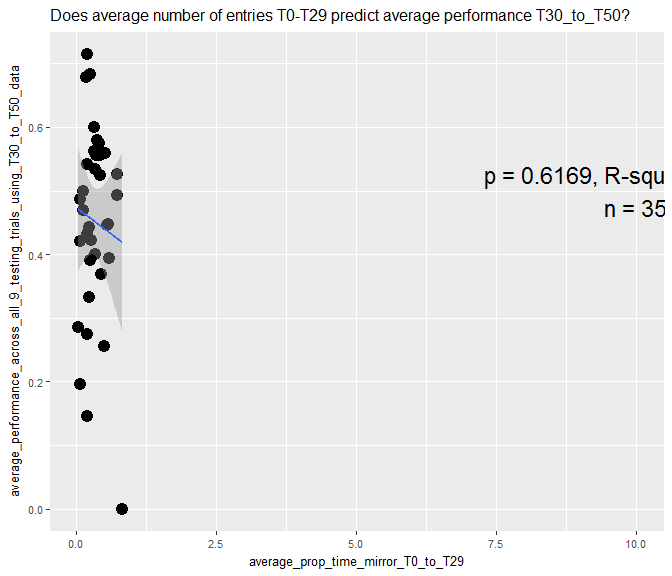 Does average number of entries T0-T29 predict average performance T30_to_T50?
average_performance_across_all_9_testing_trials_using_T30_to_T50_data
0.6
0.4
0.2
0.0
p = 0.6169, R-squ
n = 35
0.0 2.5 5.0 7.5 10.0
average_prop_time_mirror_T0_to_T29